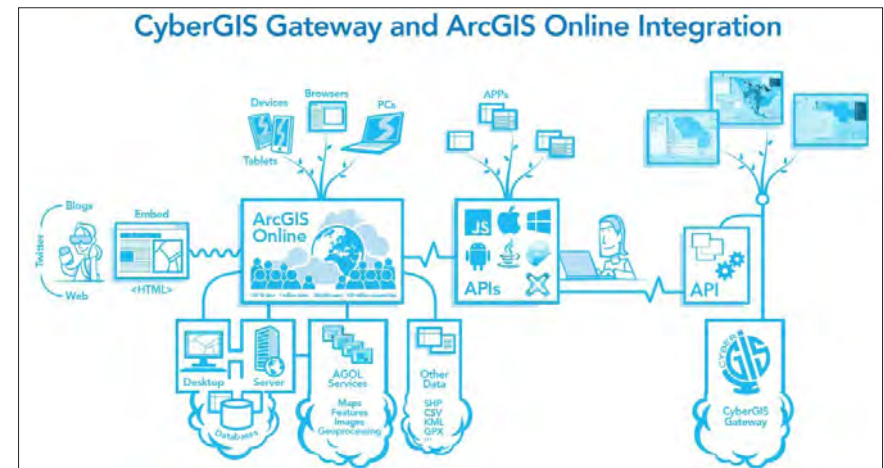 CyberGIS Gateway and ArcGIS Online Integration
Devices
Browsers
PCs
Tablets
APPs
Blogs
Twitter
Web
Embed
<HTML>
ArcGIS
Online
JS
APIs
API
Desktop
Server
Databases
AGOL
Services
Maps
Features
Images
Geoprocessing
Other
Data
SHP
CSV
KML
GPX
...
CYBER
GIS
CyberGIS
Gateway